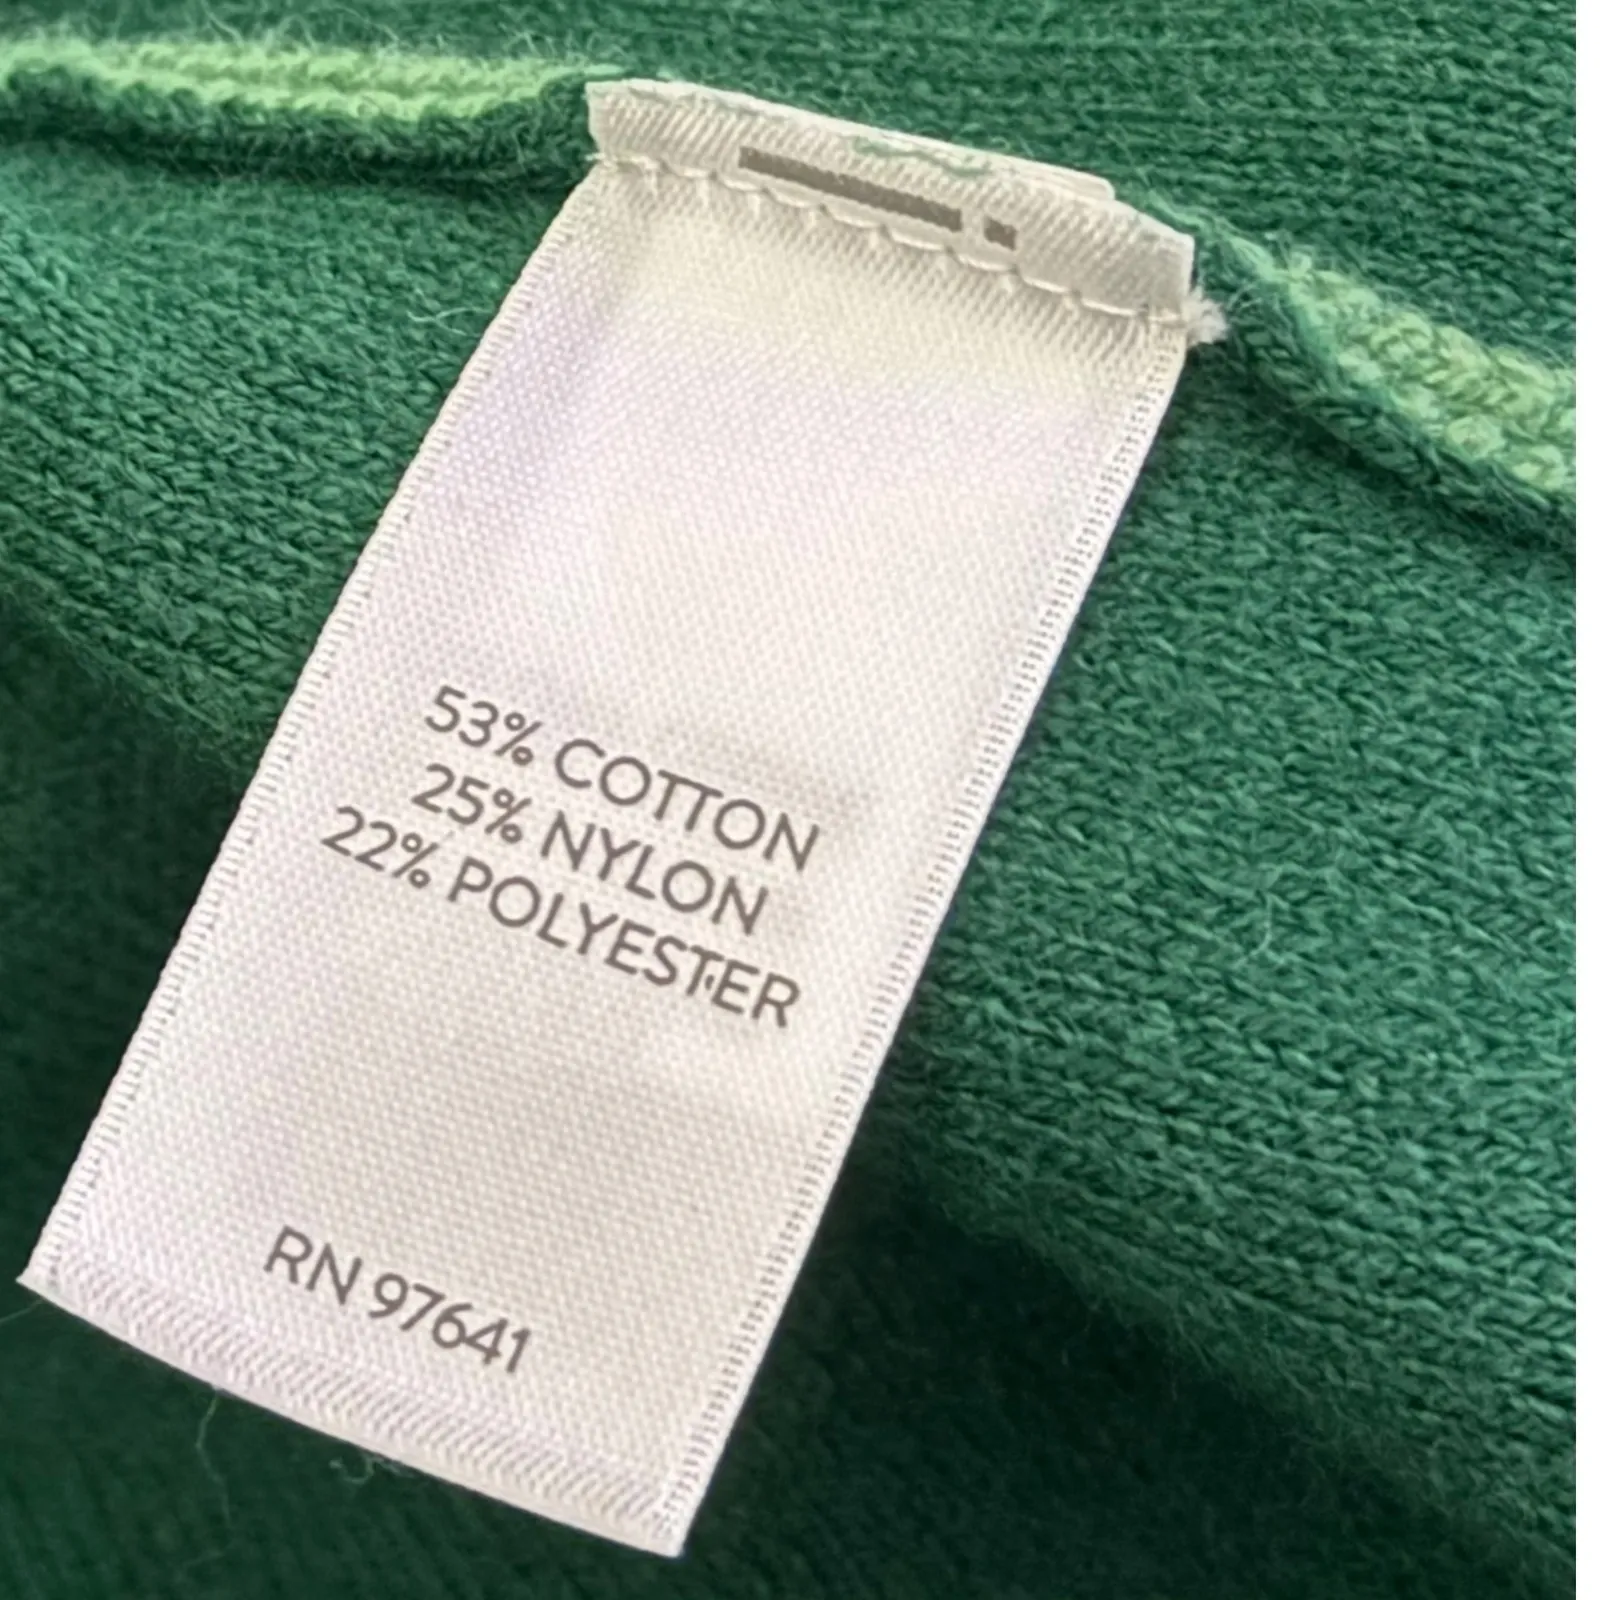 53% COTTON
25% NYLON
22% POLYESTER
RN 97641